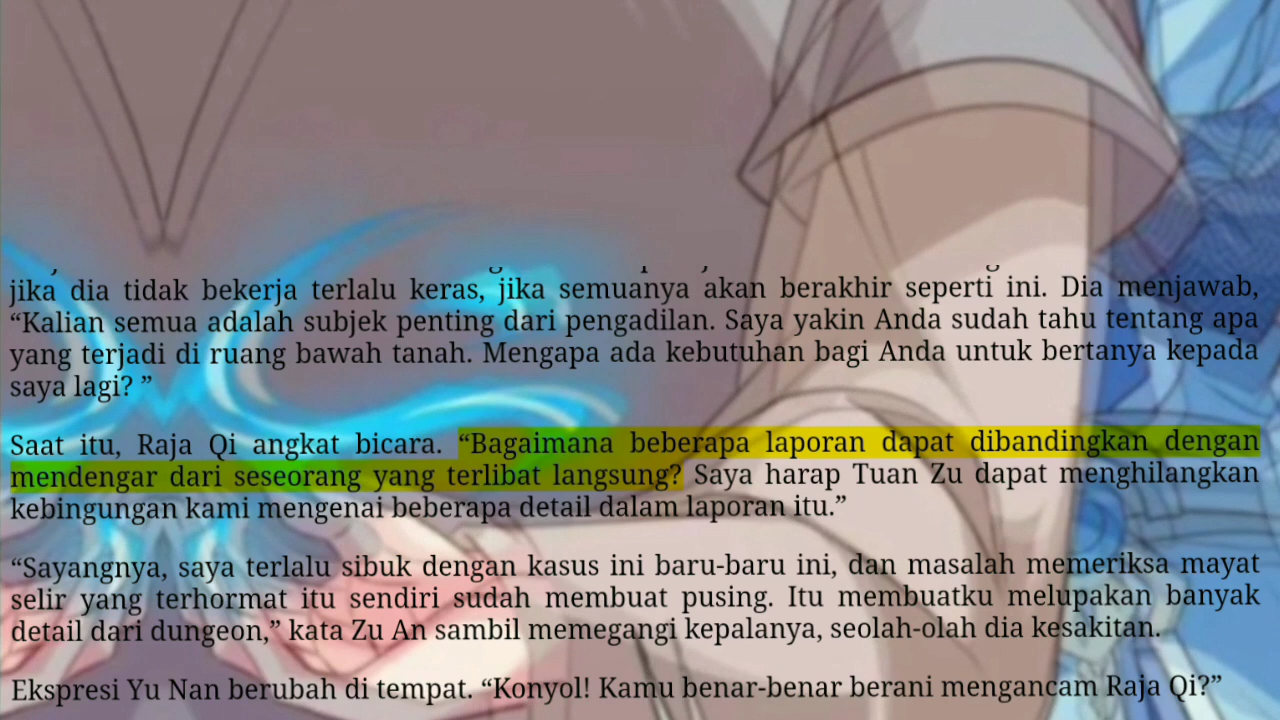 jika dia tidak bekerja terlalu keras, jika semuanya akan berakhir seperti ini. Dia menjawab,
“Kalian semua adalah subjek penting dari pengadilan. Saya yakin Anda sudah tahu tentang apa
yang terjadi di ruang bawah tanah. Mengapa ada kebutuhan bagi Anda untuk bertanya kepada
saya lagi? ”
Saat itu, Raja Qi angkat bicara. “Bagaimana beberapa laporan dapat dibandingkan dengan
mendengar dari seseorang yang terlibat langsung? Saya harap Tuan Zu dapat menghilangkan
kebingungan kami mengenai beberapa detail dalam laporan itu.”
“Sayangnya, saya terlalu sibuk dengan kasus ini baru-baru ini, dan masalah memeriksa mayat
selir yang terhormat itu sendiri sudah membuat pusing. Itu membuatku melupakan banyak
detail dari dungeon,” kata Zu An sambil memegangi kepalanya, seolah-olah dia kesakitan.
Ekspresi Yu Nan berubah di tempat. “Konyol! Kamu benar-benar berani mengancam Raja Qi?”